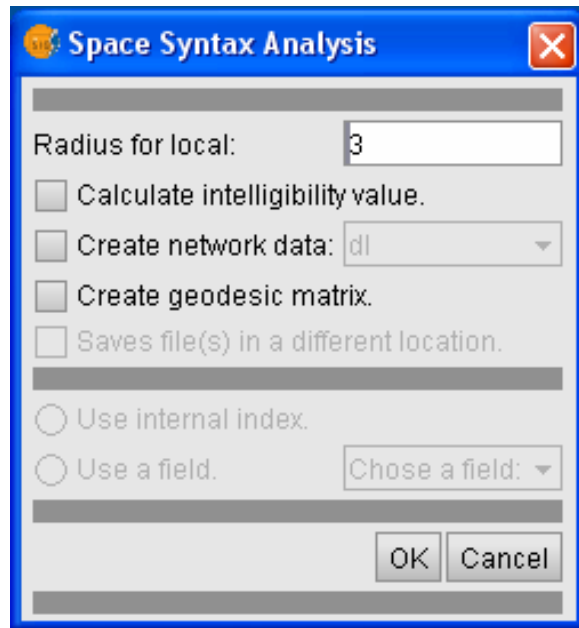 Space Syntax Analysis
Radius for local: 3
Calculate intelligibility value.
Create network data: dl
Create geodesic matrix.
Saves file(s) in a different location.
Use internal index.
Use a field. Chose a field:
OK Cancel